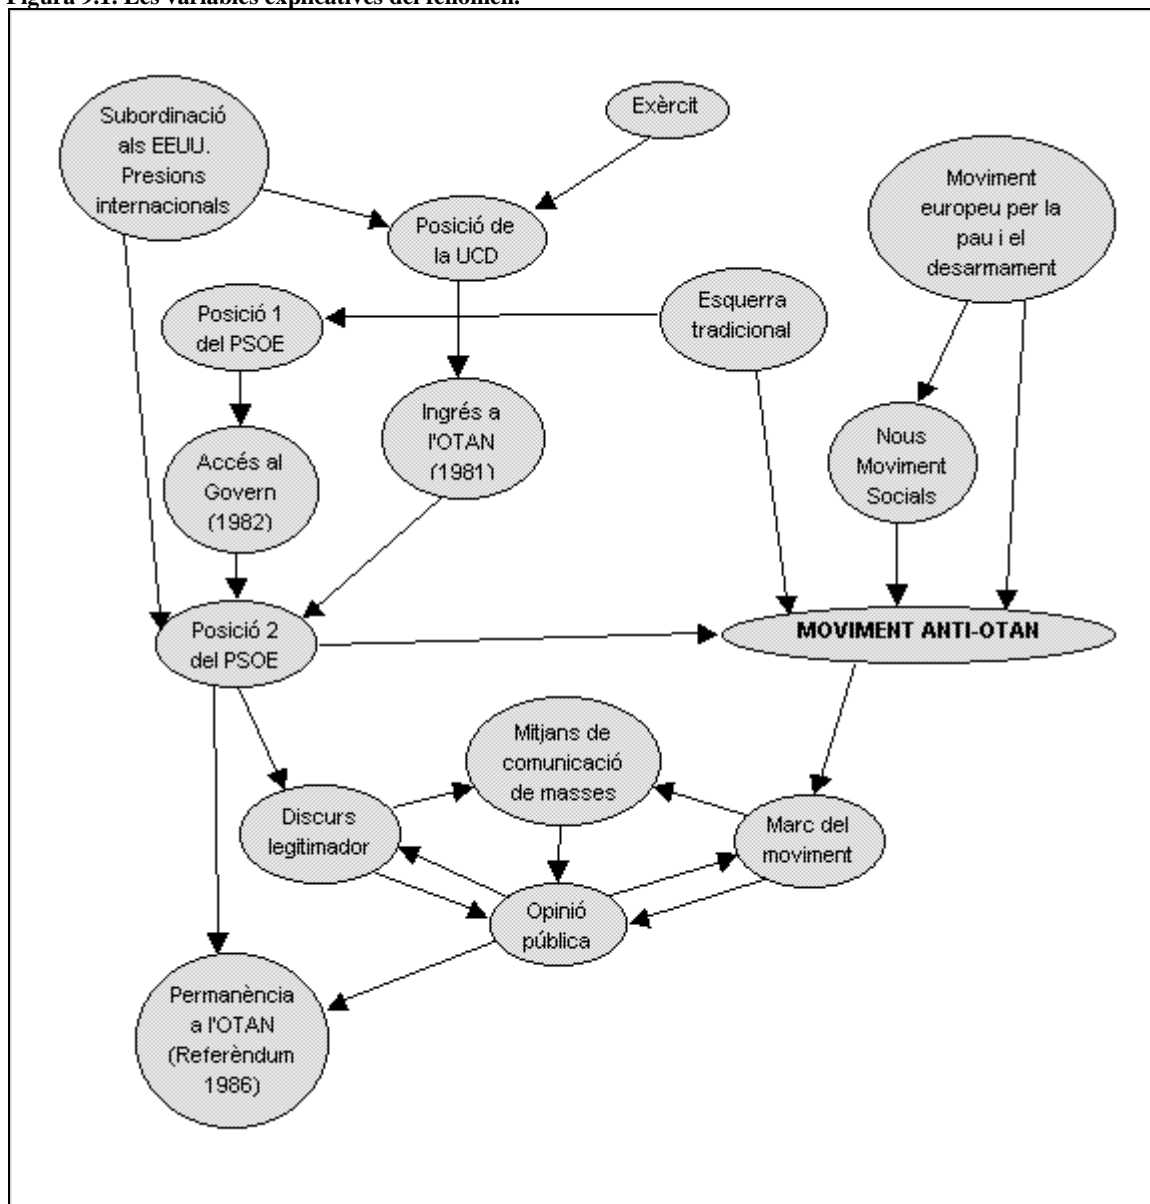 Figura 9.1. Les variables explicatives del fenomen.
Subordinació
als EEUU.
Presions
internacionals
Exèrcit
Moviment
europeu per la
pau i el
desarmament
Posició de
la UCD
Posició 1
del PSOE
Esquerra
tradicional
Ingrés a
l'OTAN
(1981)
Nous
Moviment
Socials
Accés al
Govern
(1982)
Posició 2
del PSOE
MOVIMENT ANTI-OTAN
Mitjans de
comunicació
de masses
Discurs
legitimador
Marc del
moviment
Opinió
pública
Permanència
a l'OTAN
(Referèndum
1986)